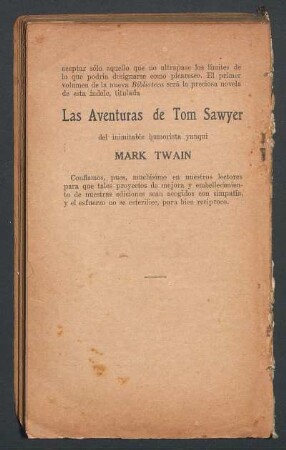 aceptar sólo aquello que no ultrapase los límites de
lo que podría designarse como picaresco. El primer
volumen de la nueva Biblioteca será la preciosa novela
de esta índole, titulada
Las Aventuras de Tom Sawyer
del inimitable humorista yanqui
MARK TWAIN
Confiamos, pues, muchísimo en nuestros lectores
para que tales proyectos de mejora y embellecimien-
to de nuestras ediciones sean acogidos con simpatía,
y el esfuerzo no se esterilice, para bien recíproco.